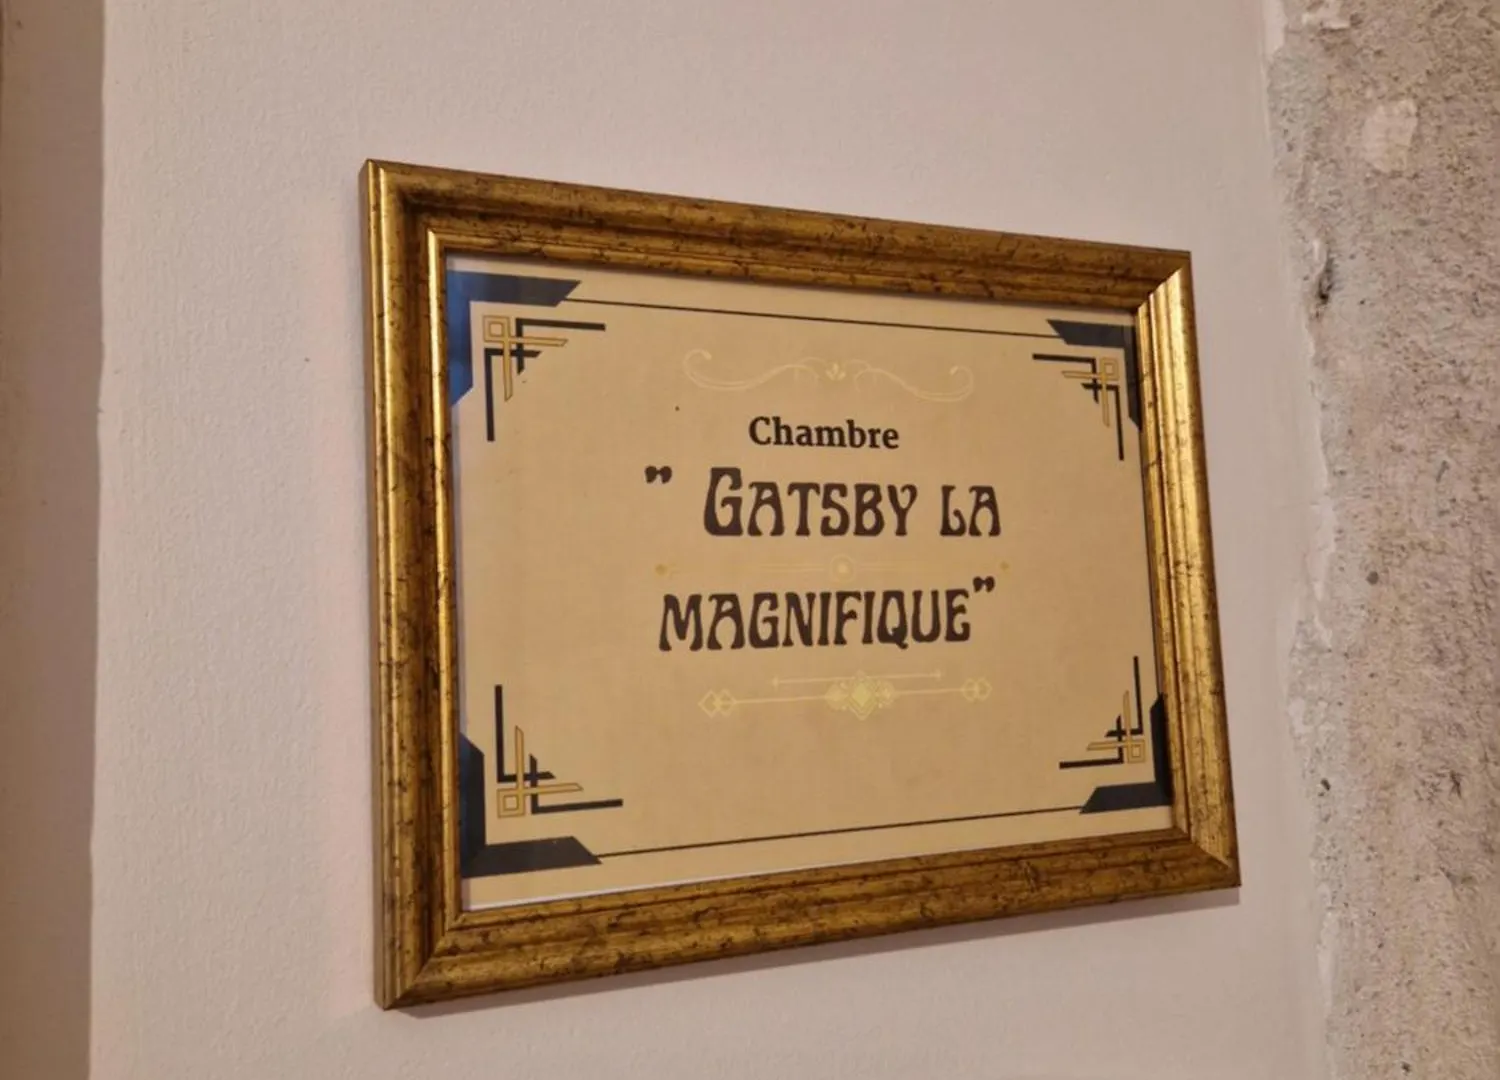 Chambre
" Gatsby la
magnifique"